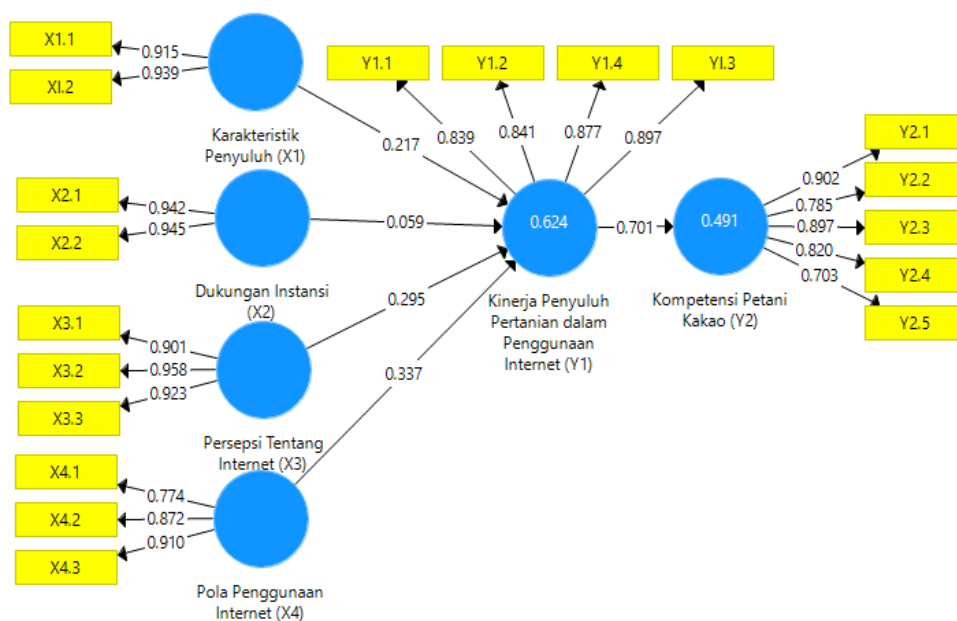 X1.1
XI.2
0.915
0.939
Karakteristik
Penyuluh (X1)
Y1.1
Y1.2
Y1.4
YI.3
0.839
0.841
0.877
0.897
0.217
X2.1
X2.2
0.942
0.945
Dukungan Instansi
(X2)
0.059
X3.1
X3.2
X3.3
0.901
0.958
0.923
Persepsi Tentang
Internet (X3)
0.295
X4.1
X4.2
X4.3
0.774
0.872
0.910
Pola Penggunaan
Internet (X4)
0.337
0.624
Kinerja Penyuluh
Pertanian dalam
Penggunaan
Internet (Y1)
0.701
0.491
Kompetensi Petani
Kakao (Y2)
0.902
0.785
0.897
0.820
0.703
Y2.1
Y2.2
Y2.3
Y2.4
Y2.5